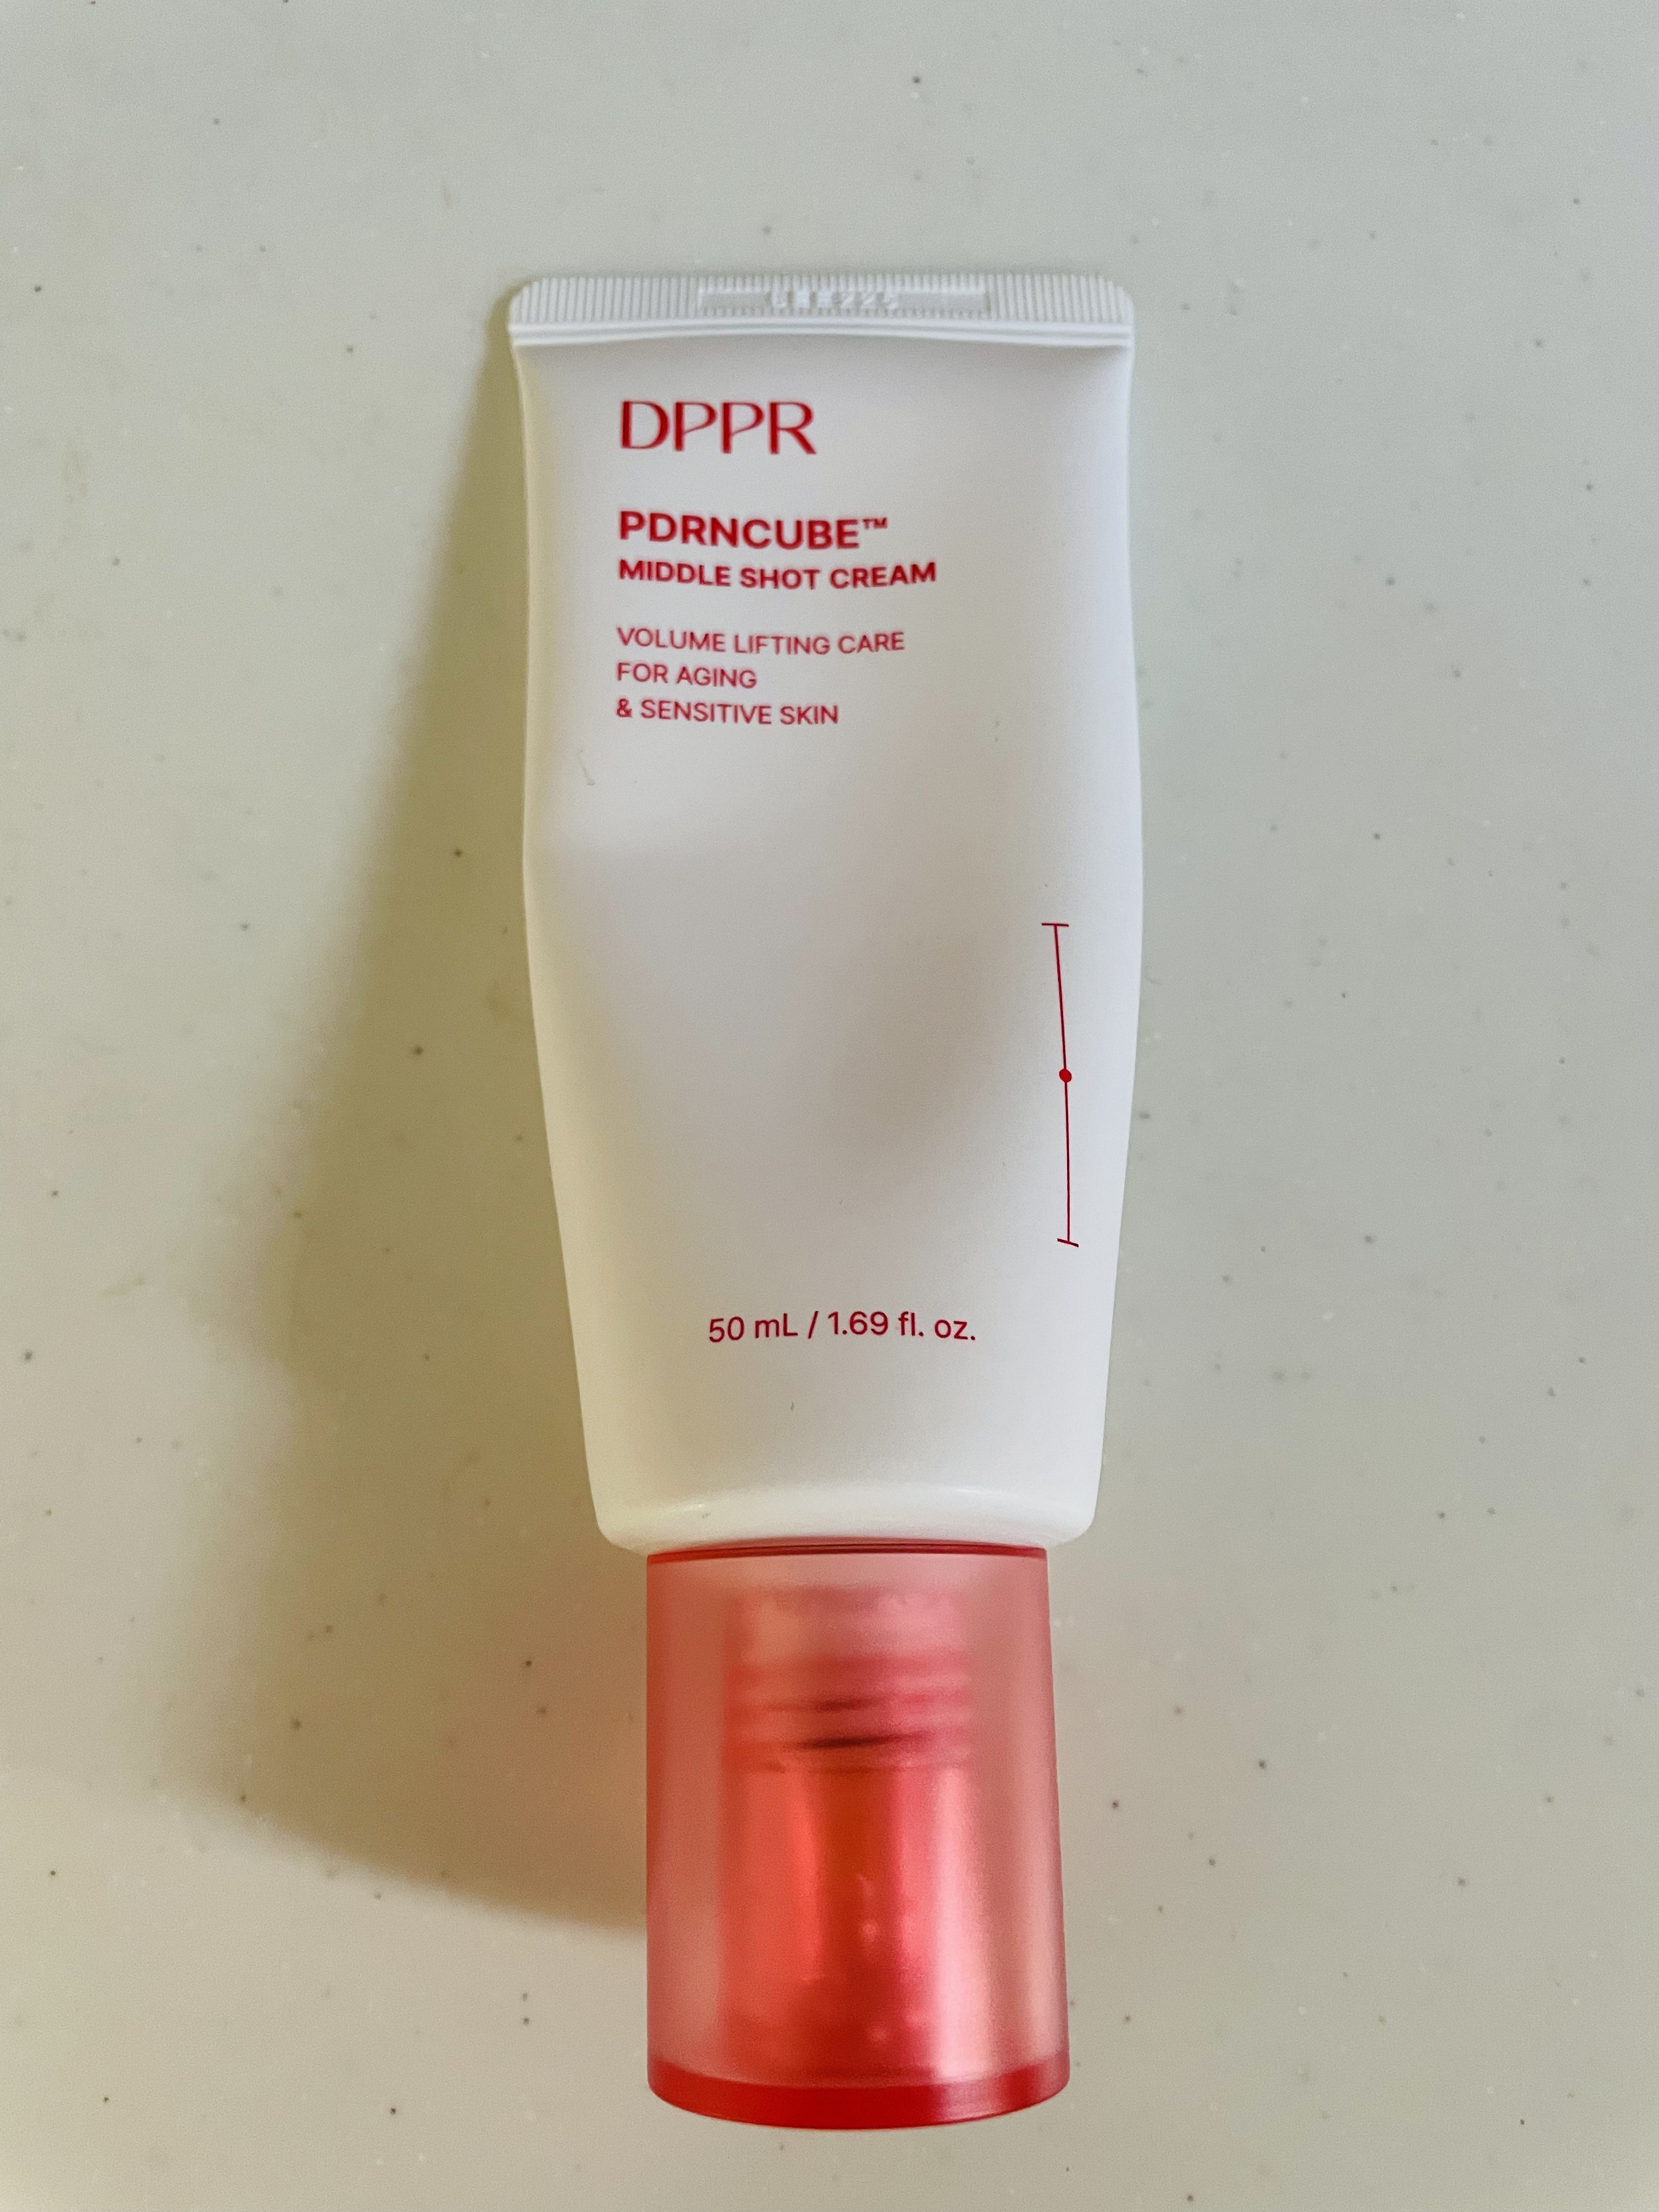 DPPR
PDRNCUBE™
MIDDLE SHOT CREAM
VOLUME LIFTING CARE
FOR AGING
& SENSITIVE SKIN
50 mL / 1.69 fl. oz.